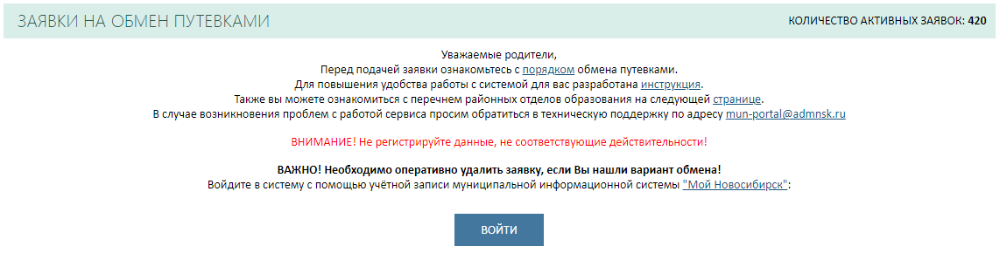 ЗАЯВКИ НА ОБМЕН ПУТЕВКАМИ
КОЛИЧЕСТВО АКТИВНЫХ ЗАЯВОК: 420
Уважаемые родители,
Перед подачей заявки ознакомьтесь с порядком обмена путевками.
Для повышения удобства работы с системой для вас разработана инструкция.
Также вы можете ознакомиться с перечнем районных отделов образования на следующей странице.
В случае возникновения проблем с работой сервиса просим обратиться в техническую поддержку по адресу mun-portal@admnsk.ru
ВНИМАНИЕ! Не регистрируйте данные, не соответствующие действительности!
ВАЖНО! Необходимо оперативно удалить заявку, если Вы нашли вариант обмена!
Войдите в систему с помощью учётной записи муниципальной информационной системы "Мой Новосибирск":
ВОЙТИ